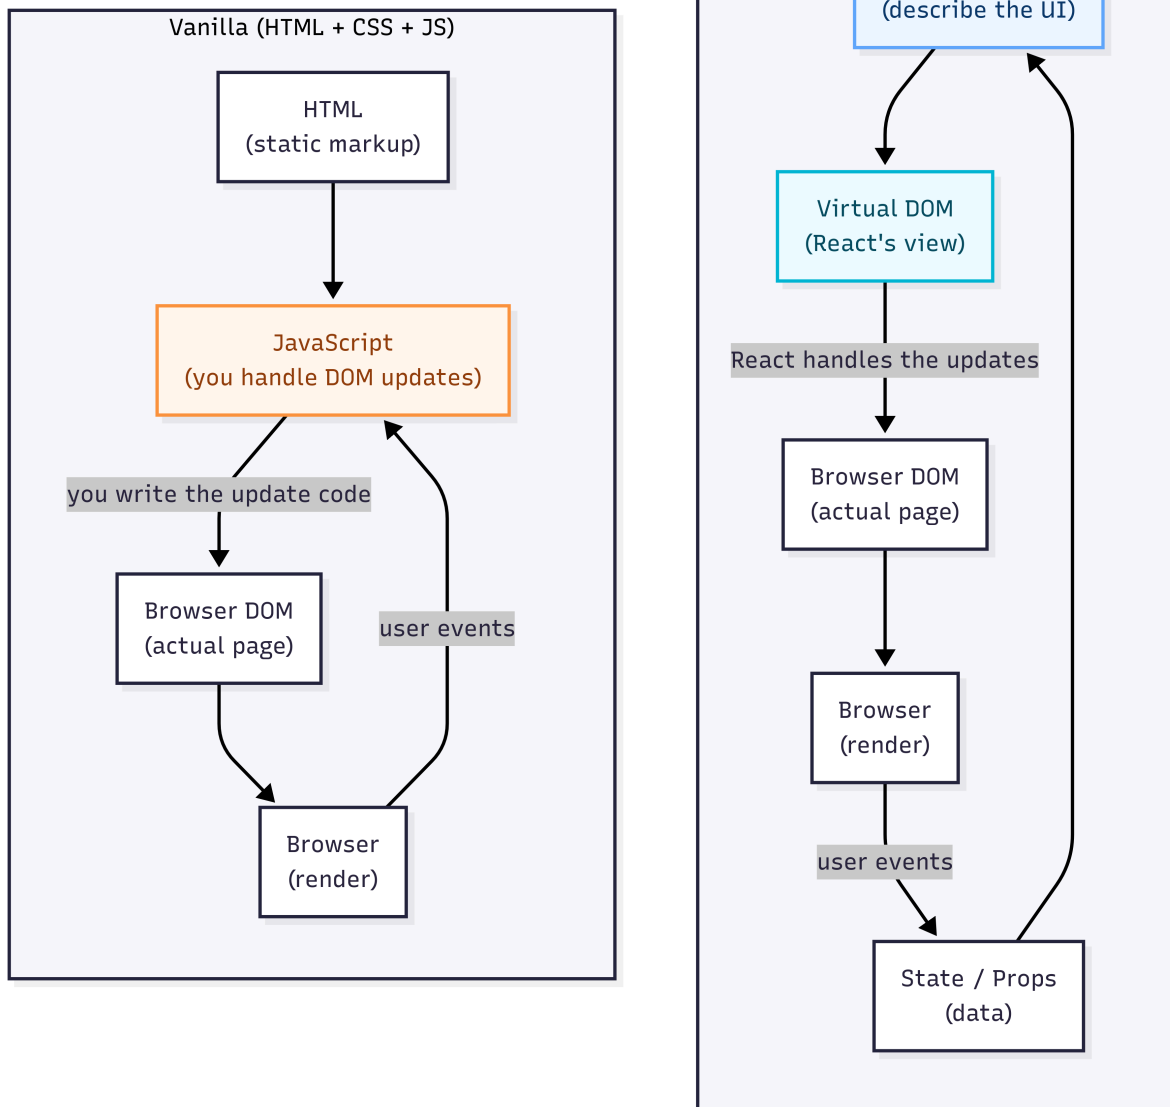 Vanilla (HTML + CSS + JS)
HTML
(static markup)
JavaScript
(you handle DOM updates)
you write the update code
Browser DOM
(actual page)
user events
Browser
(render)
(describe the UI)
Virtual DOM
(React's view)
React handles the updates
Browser DOM
(actual page)
Browser
(render)
user events
State / Props
(data)